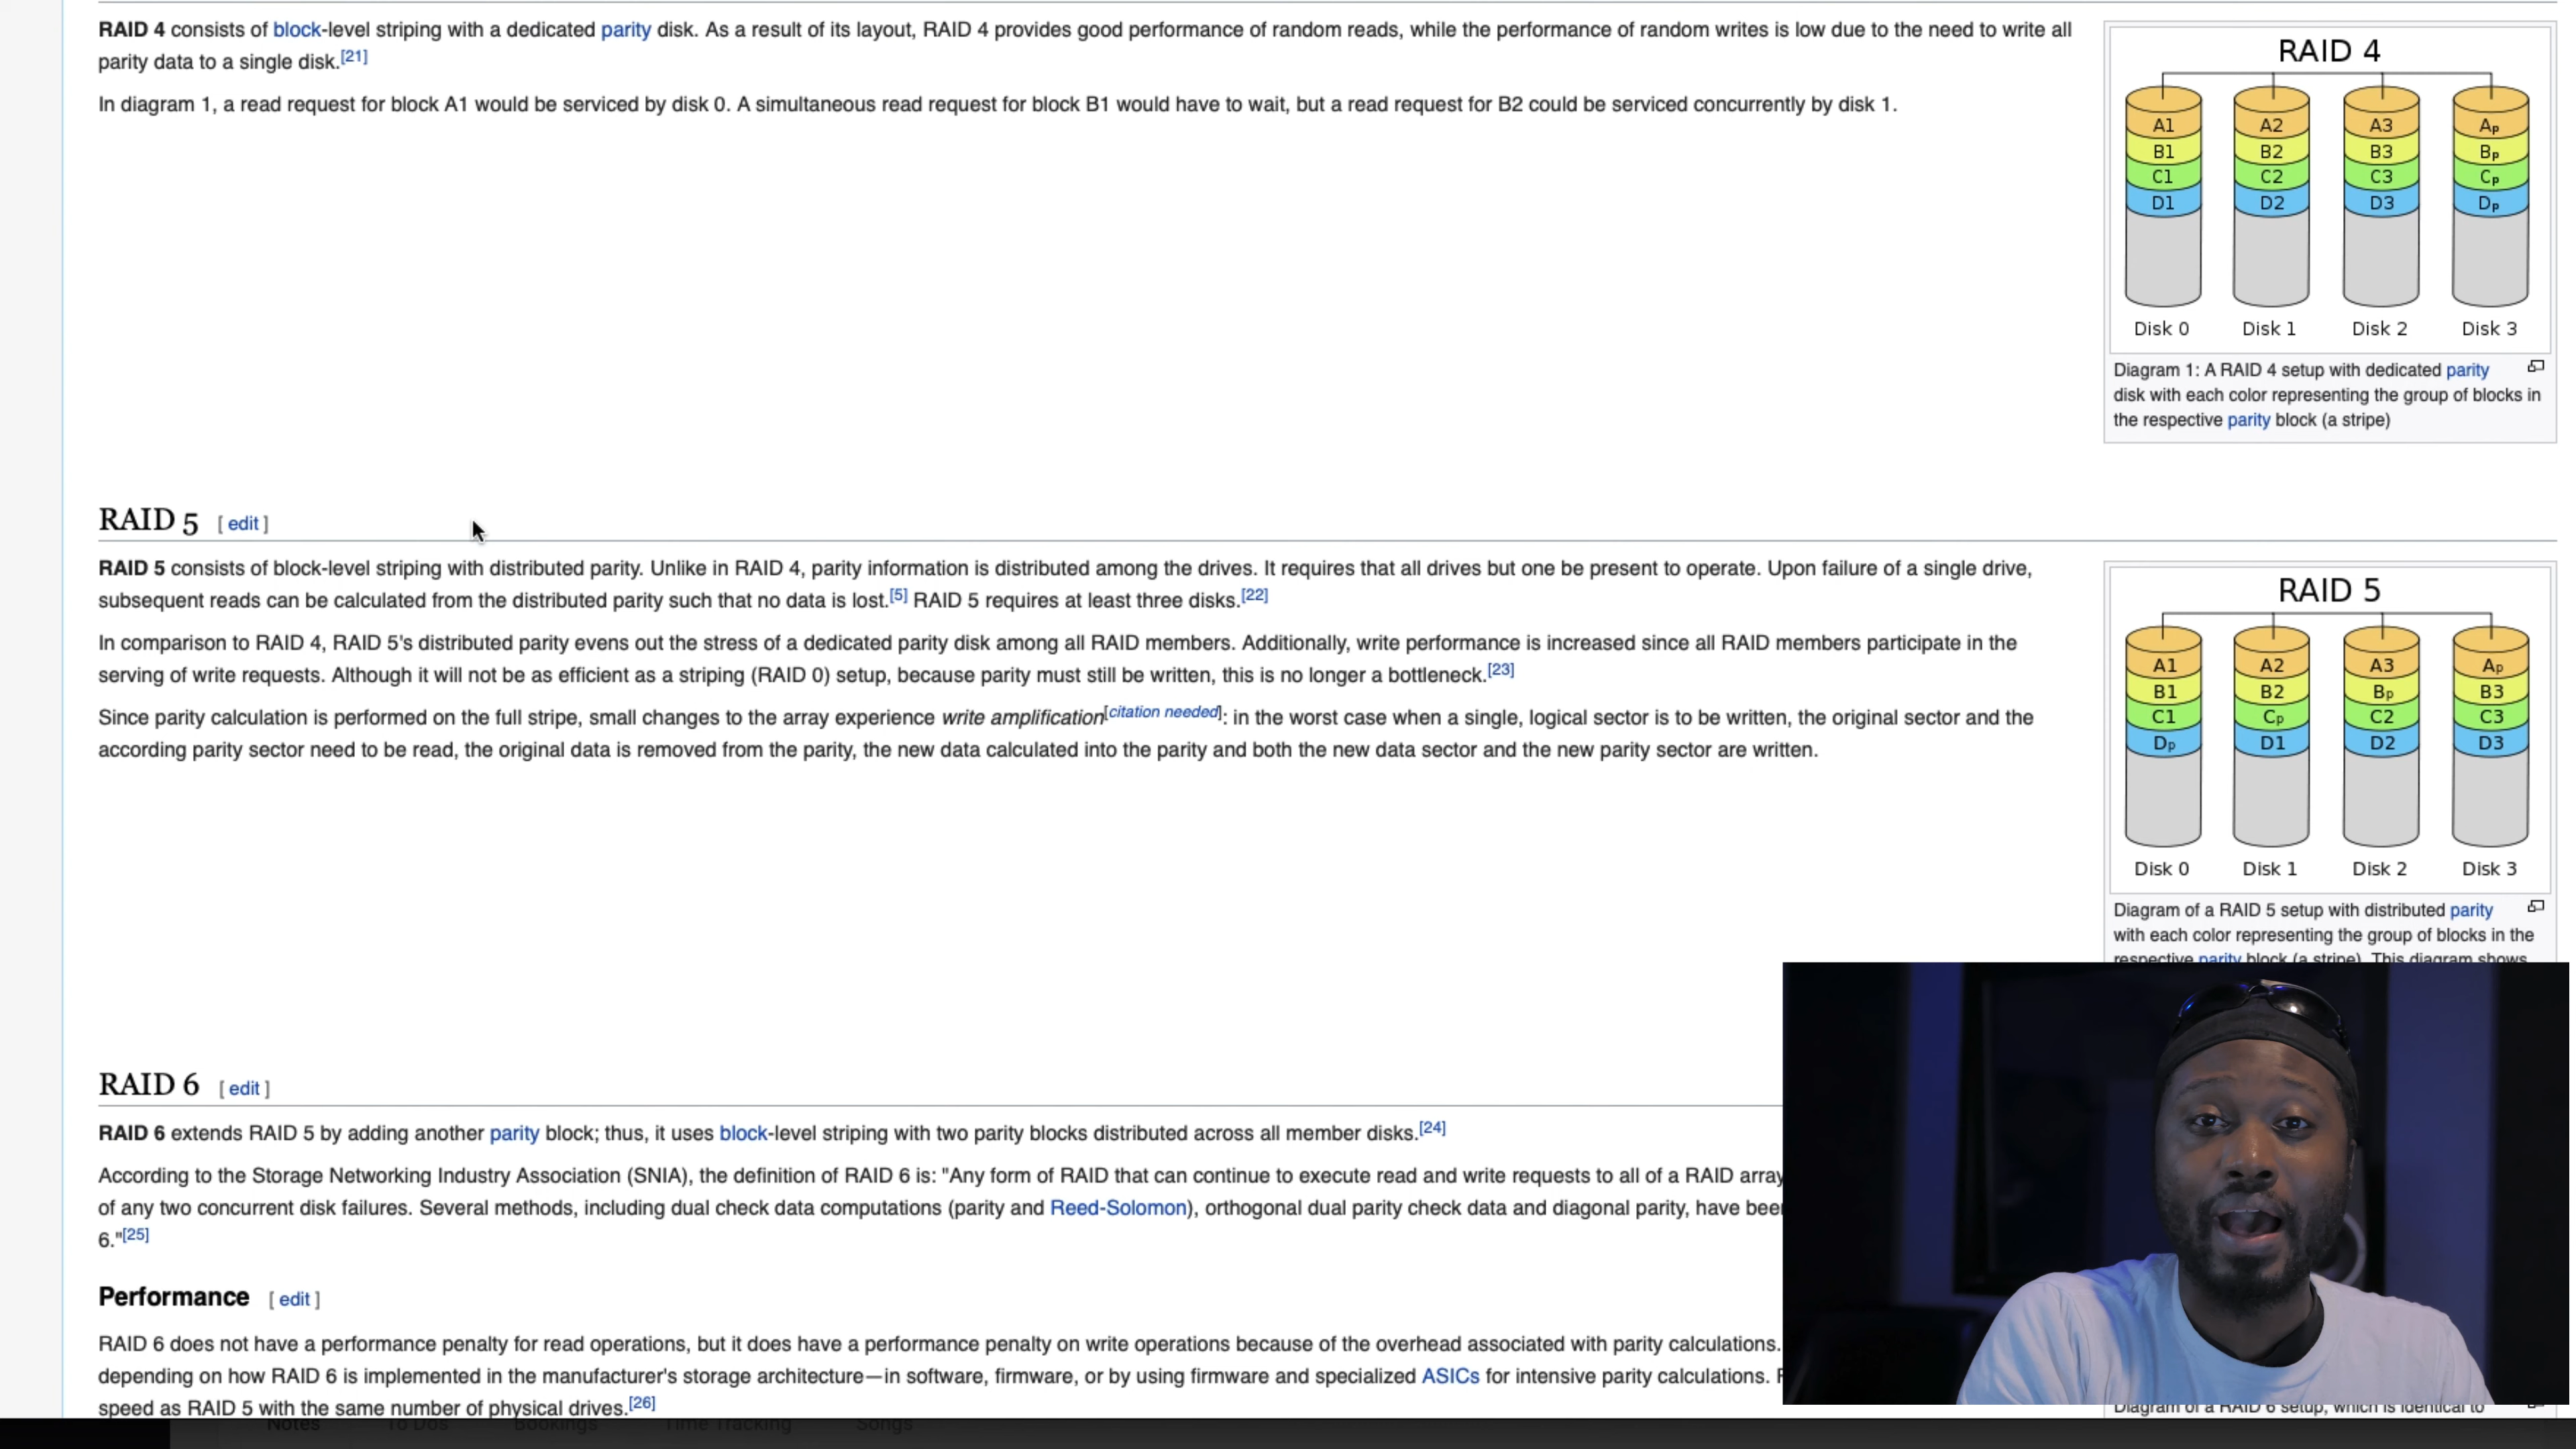 RAID 4 consists of block-level striping with a dedicated parity disk. As a result of its layout, RAID 4 provides good performance of random reads, while the performance of random writes is low due to the need to write all
parity data to a single disk.[21]
In diagram 1, a read request for block A1 would be serviced by disk 0. A simultaneous read request for block B1 would have to wait, but a read request for B2 could be serviced concurrently by disk 1.
RAID 4
A1 A2 A3 Ap
B1 B2 B3 Bp
C1 C2 C3 Cp
D1 D2 D3 Dp
Disk 0 Disk 1 Disk 2 Disk 3
Diagram 1: A RAID 4 setup with dedicated parity
disk with each color representing the group of blocks in
the respective parity block (a stripe)
RAID 5 [ edit ]
RAID 5 consists of block-level striping with distributed parity. Unlike in RAID 4, parity information is distributed among the drives. It requires that all drives but one be present to operate. Upon failure of a single drive,
subsequent reads can be calculated from the distributed parity such that no data is lost.[5] RAID 5 requires at least three disks.[22]
In comparison to RAID 4, RAID 5's distributed parity evens out the stress of a dedicated parity disk among all RAID members. Additionally, write performance is increased since all RAID members participate in the
serving of write requests. Although it will not be as efficient as a striping (RAID 0) setup, because parity must still be written, this is no longer a bottleneck.[23]
Since parity calculation is performed on the full stripe, small changes to the array experience write amplification[citation needed]: in the worst case when a single, logical sector is to be written, the original sector and the
according parity sector need to be read, the original data is removed from the parity, the new data calculated into the parity and both the new data sector and the new parity sector are written.
RAID 5
A1 A2 A3 Ap
B1 B2 Bp B3
C1 Cp C2 C3
Dp D1 D2 D3
Disk 0 Disk 1 Disk 2 Disk 3
Diagram of a RAID 5 setup with distributed parity
with each color representing the group of blocks in the
respective parity block (a stripe). This diagram shows
RAID 6 [ edit ]
RAID 6 extends RAID 5 by adding another parity block; thus, it uses block-level striping with two parity blocks distributed across all member disks.[24]
According to the Storage Networking Industry Association (SNIA), the definition of RAID 6 is: "Any form of RAID that can continue to execute read and write requests to all of a RAID array
of any two concurrent disk failures. Several methods, including dual check data computations (parity and Reed-Solomon), orthogonal dual parity check data and diagonal parity, have
6."[25]
Performance [ edit ]
RAID 6 does not have a performance penalty for read operations, but it does have a performance penalty on write operations because of the overhead associated with parity calculations.
depending on how RAID 6 is implemented in the manufacturer's storage architecture—in software, firmware, or by using firmware and specialized ASICs for intensive parity calculations.
speed as RAID 5 with the same number of physical drives.[26]
Diagram of a RAID 6 setup, which is identical to
Notes To Dos Bookings Time Tracking Songs